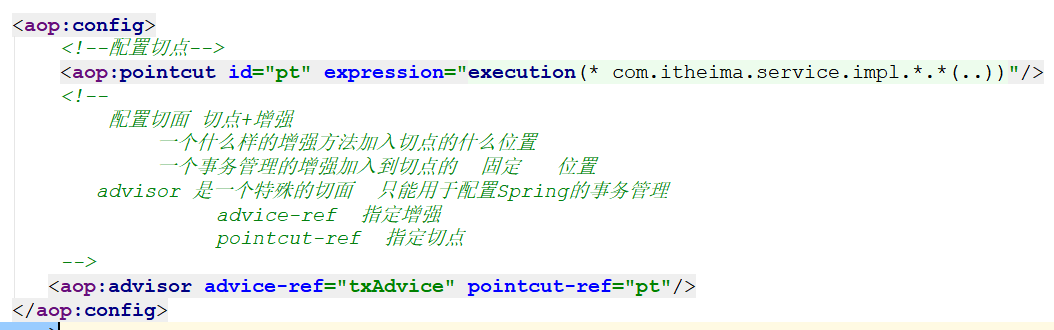 <aop:config>
<!--配置切点-->
<aop:pointcut id="pt" expression="execution(* com.itheima.service.impl.*.*(..))"/>
<!--
配置切面 切点+增强
一个什么样的增强方法加入切点的什么位置
一个事务管理的增强加入到切点的 固定 位置
advisor 是一个特殊的切面 只能用于配置Spring的事务管理
advice-ref 指定增强
pointcut-ref 指定切点
-->
<aop:advisor advice-ref="txAdvice" pointcut-ref="pt"/>
</aop:config>